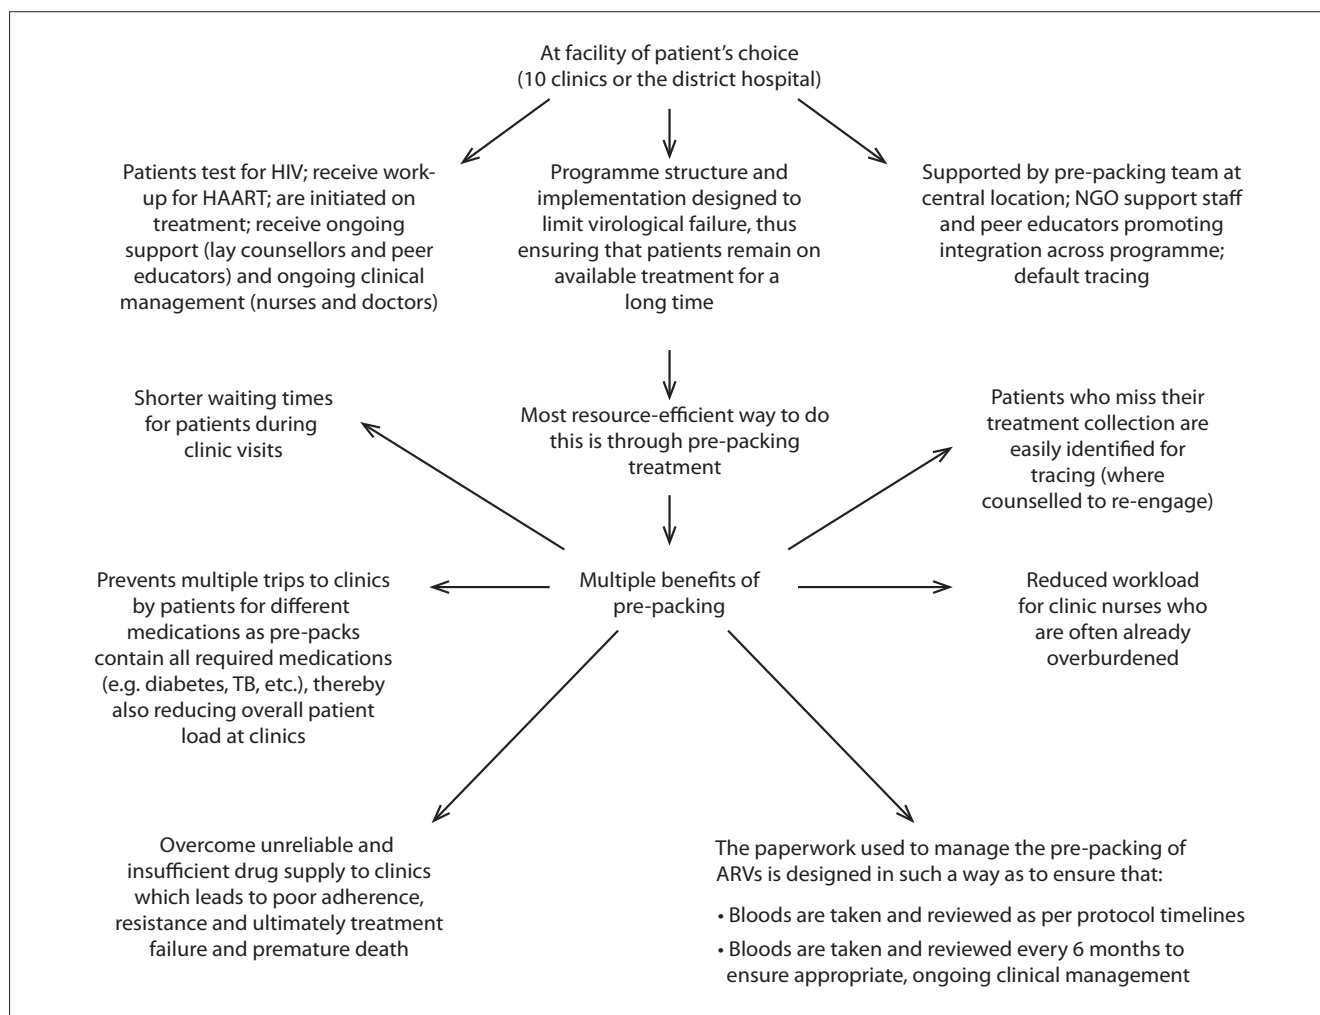 At facility of patient’s choice
(10 clinics or the district hospital)
Patients test for HIV; receive work-
up for HAART; are initiated on
treatment; receive ongoing
support (lay counsellors and peer
educators) and ongoing clinical
management (nurses and doctors)
Programme structure and
implementation designed to
limit virological failure, thus
ensuring that patients remain on
available treatment for a
long time
Supported by pre-packing team at
central location; NGO support staff
and peer educators promoting
integration across programme;
default tracing
Shorter waiting times
for patients during
clinic visits
Most resource-efficient way to do
this is through pre-packing
treatment
Patients who miss their
treatment collection are
easily identified for
tracing (where
counselled to re-engage)
Prevents multiple trips to clinics
by patients for different
medications as pre-packs
contain all required medications
(e.g. diabetes, TB, etc.), thereby
also reducing overall patient
load at clinics
Multiple benefits of
pre-packing
Reduced workload
for clinic nurses who
are often already
overburdened
Overcome unreliable and
insufficient drug supply to clinics
which leads to poor adherence,
resistance and ultimately treatment
failure and premature death
The paperwork used to manage the pre-packing of
ARVs is designed in such a way as to ensure that:
• Bloods are taken and reviewed as per protocol timelines
• Bloods are taken and reviewed every 6 months to
ensure appropriate, ongoing clinical management